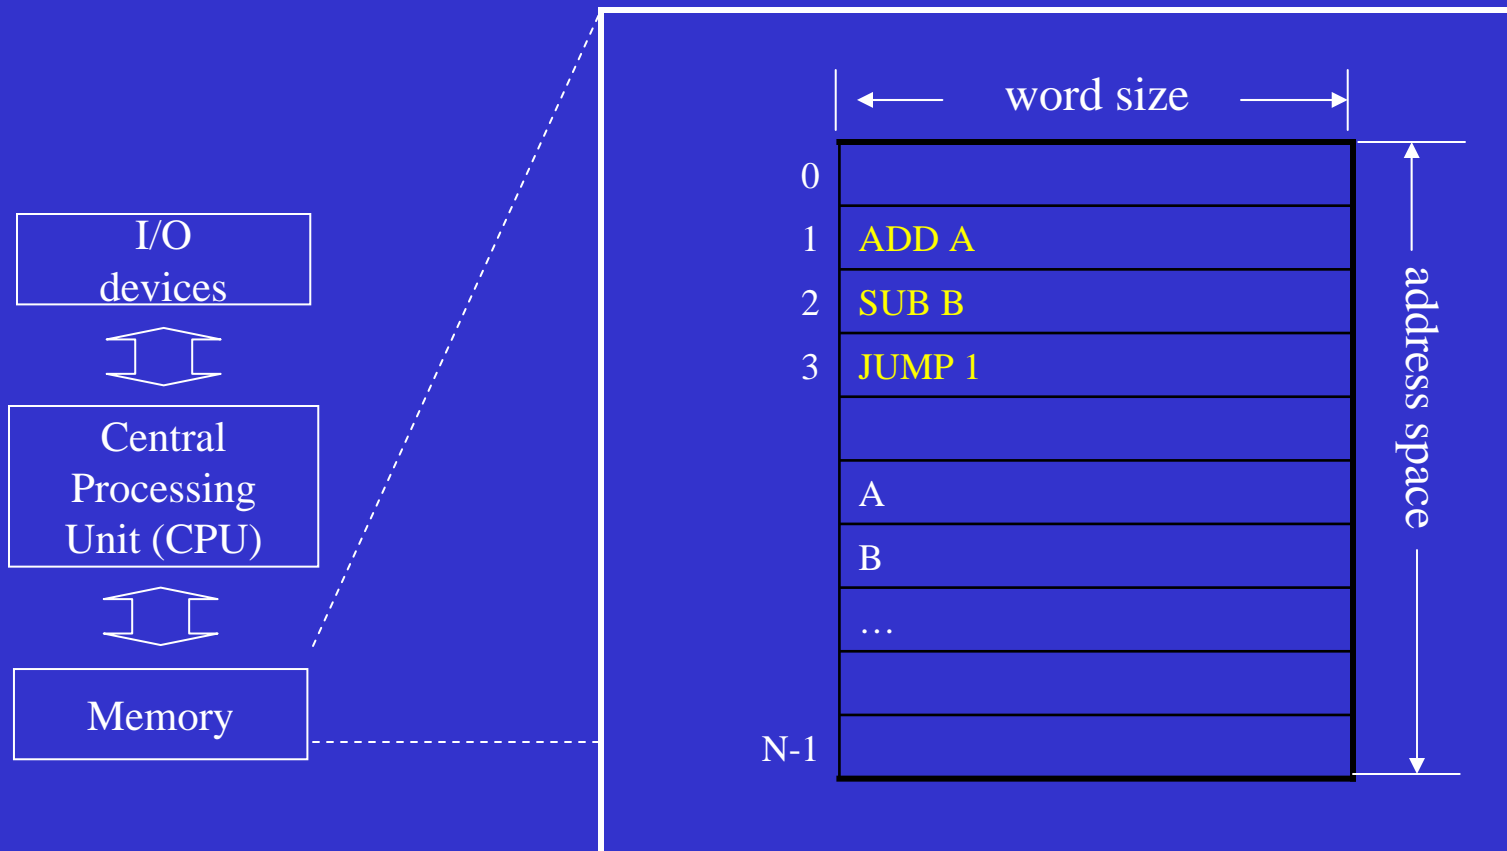 I/O
devices
Central
Processing
Unit (CPU)
Memory
word size
0
1 ADD A
2 SUB B
3 JUMP 1
A
B
…
N-1
address space